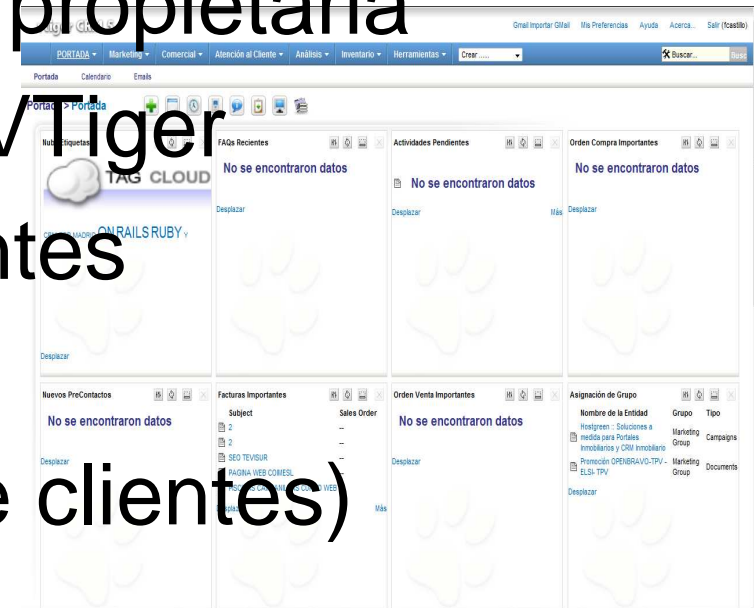 propietaria
Gmail Importar GMail Mis Preferencias Ayuda Acerca... Salir (fcastillo)
PORTADA Marketing Comercial Atención al Cliente Análisis Inventario Herramientas Crear ..... Buscar...
Portada Calendario Emails
Portada > Portada
VTiger
Etiquetas
TAG CLOUD
ON RAILS RUBY Y
Desplazar
FAQs Recientes
No se encontraron datos
Desplazar
Actividades Pendientes
No se encontraron datos
Desplazar Más
Orden Compra Importantes
No se encontraron datos
Desplazar
ntes
Nuevos PreContactos
No se encontraron datos
Desplazar
Facturas Importantes
Subject Sales Order
2 --
2 --
SEO TEVISUR --
PAGINA WEB COIMESL --
WEB
Más
Orden Venta Importantes
No se encontraron datos
Desplazar
Asignación de Grupo
Nombre de la Entidad Grupo Tipo
Hostgreen :: Soluciones a medida para Portales Inmobiliarios y CRM Inmobiliario Marketing Group Campaigns
Promoción OPENBRAVO-TPV - ELSI- TPV Marketing Group Documents
Desplazar
e clientes)